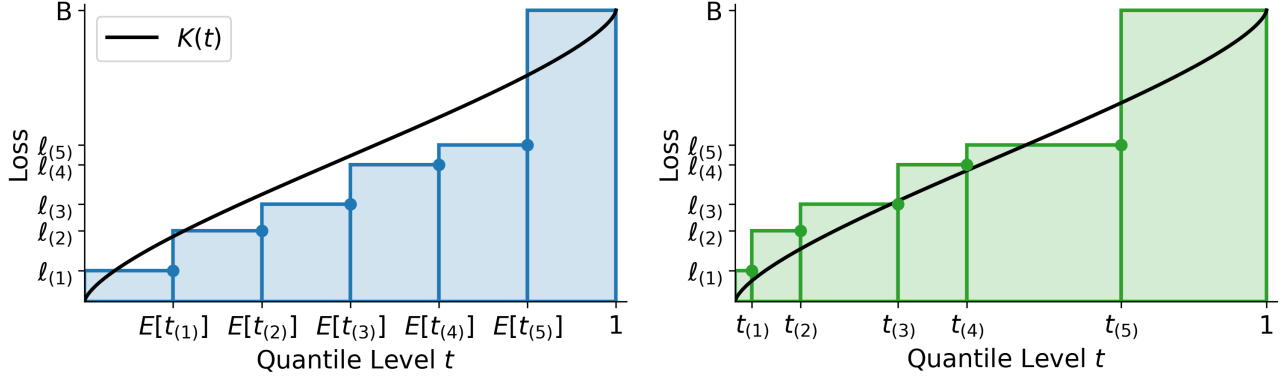 B
K(t)
Loss
ℓ(5)
ℓ(4)
ℓ(3)
ℓ(2)
ℓ(1)
E[t(1)] E[t(2)] E[t(3)] E[t(4)] E[t(5)] 1
Quantile Level t
B
Loss
ℓ(5)
ℓ(4)
ℓ(3)
ℓ(2)
ℓ(1)
t(1) t(2) t(3) t(4) t(5) 1
Quantile Level t